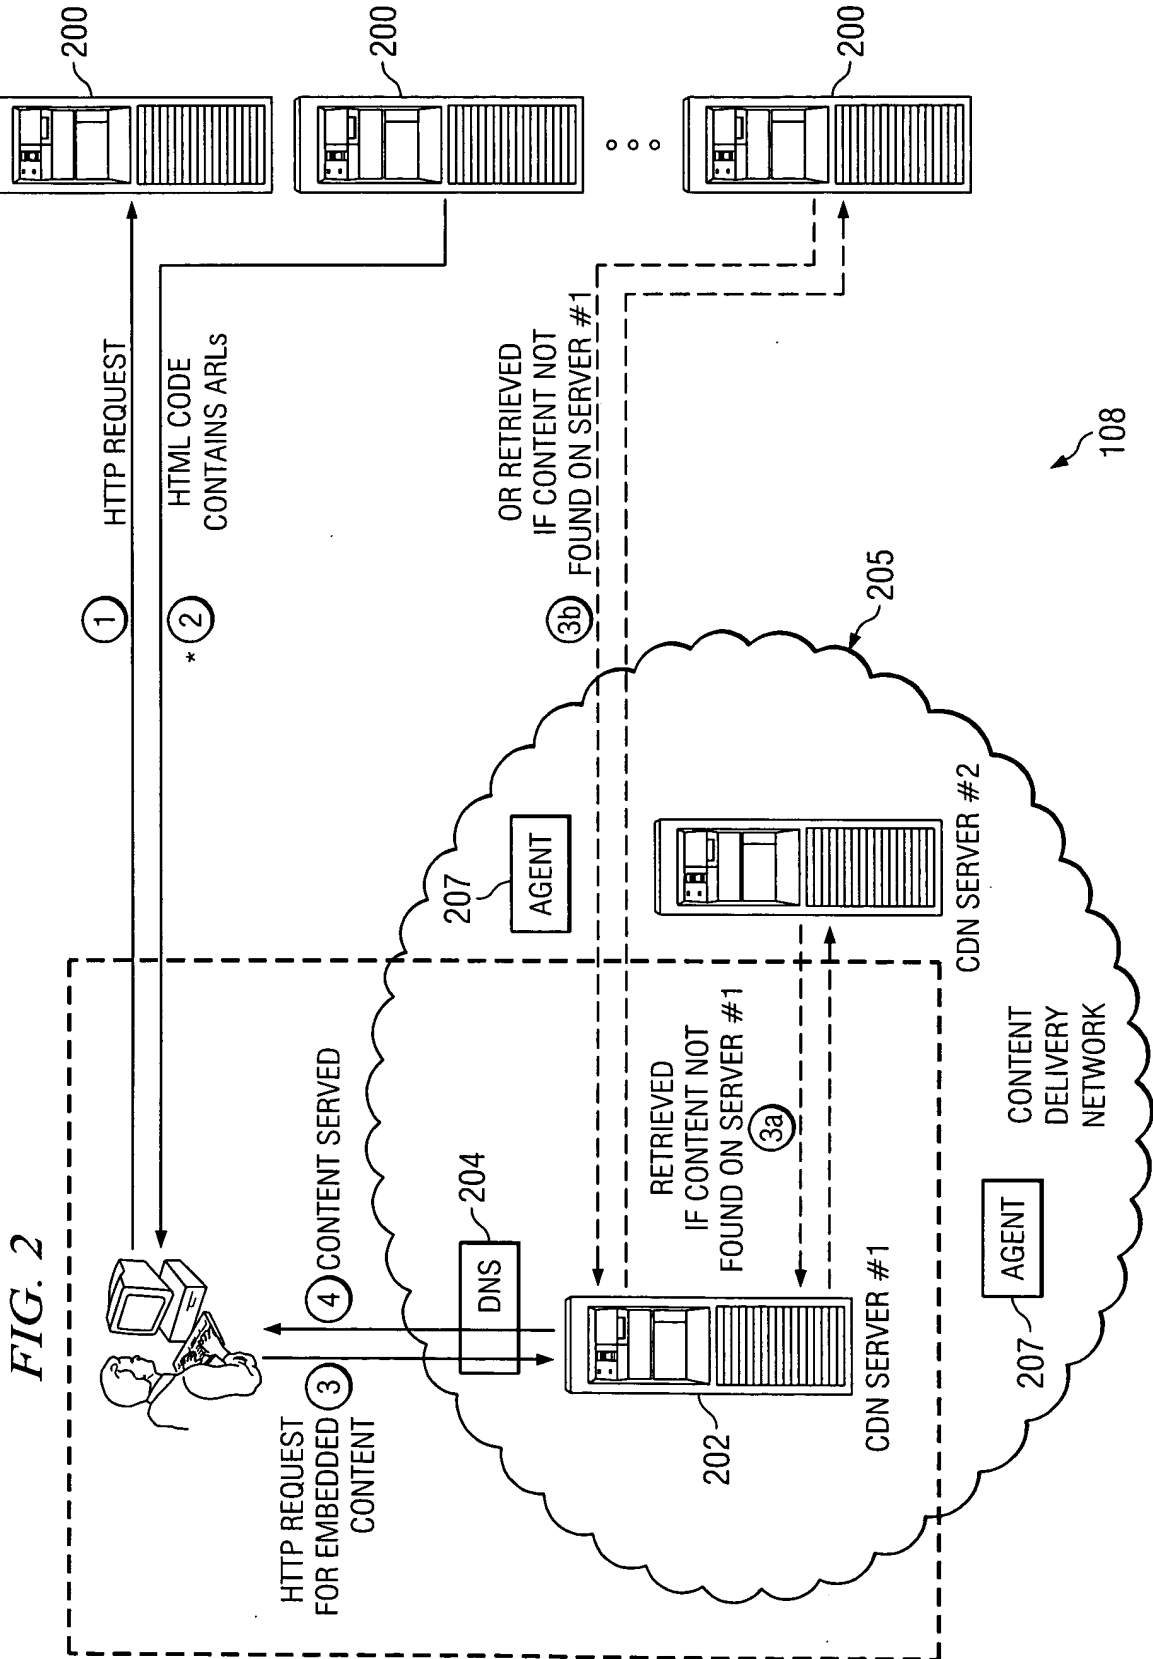 FIG. 2
1
HTTP REQUEST
* 2
HTML CODE
CONTAINS ARLs
200
200
200
HTTP REQUEST
FOR EMBEDDED
CONTENT
3
4
CONTENT SERVED
DNS
204
207
AGENT
3b
OR RETRIEVED
IF CONTENT NOT
FOUND ON SERVER #1
RETRIEVED
IF CONTENT NOT
FOUND ON SERVER #1
3a
202
CDN SERVER #1
CDN SERVER #2
205
108
207
AGENT
CONTENT
DELIVERY
NETWORK